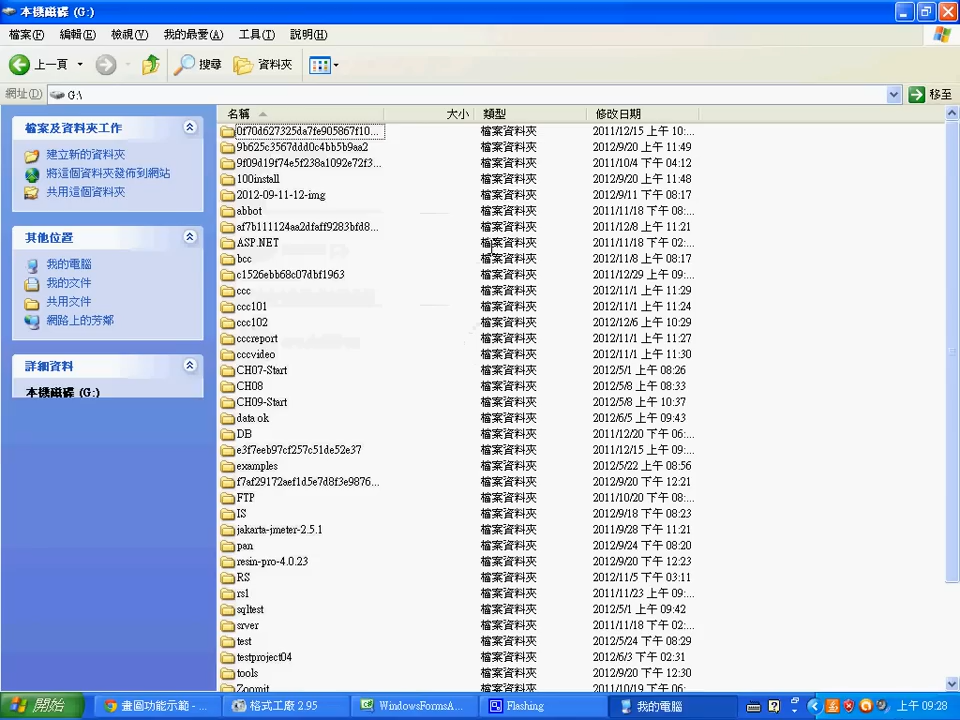 本機磁碟 (G:)
檔案(F) 編輯(E) 檢視(V) 我的最愛(A) 工具(T) 說明(H)
上一頁 搜尋 資料夾
網址(D) G:\ 移至
檔案及資料夾工作
建立新的資料夾
將這個資料夾發佈到網站
共用這個資料夾
其他位置
我的電腦
我的文件
共用文件
網路上的芳鄰
詳細資料
本機磁碟 (G:)
名稱 大小 類型 修改日期
0f70d627325da7fe905867f10... 檔案資料夾 2011/12/15 上午 10:...
9b625c3567ddd0c4bb5b9aa2 檔案資料夾 2012/9/20 上午 11:49
9f09d19f74e5f238a1092e72f3... 檔案資料夾 2011/10/4 下午 04:12
100install 檔案資料夾 2012/9/20 上午 11:48
2012-09-11-12-img 檔案資料夾 2012/9/11 下午 08:17
abbot 檔案資料夾 2011/11/18 下午 08:...
af7b111124aa2dfaff9283bfd8... 檔案資料夾 2011/12/8 上午 11:21
ASP.NET 檔案資料夾 2011/11/18 下午 02:...
bcc 檔案資料夾 2012/11/8 下午 08:17
c1526ebb68c07dbf1963 檔案資料夾 2011/12/29 上午 09:...
ccc 檔案資料夾 2012/11/1 上午 11:29
ccc101 檔案資料夾 2012/11/1 上午 11:24
ccc102 檔案資料夾 2012/12/6 上午 10:29
cccreport 檔案資料夾 2012/11/1 上午 11:27
cccvideo 檔案資料夾 2012/11/1 上午 11:30
CH07-Start 檔案資料夾 2012/5/1 上午 08:26
CH08 檔案資料夾 2012/5/8 上午 08:33
CH09-Start 檔案資料夾 2012/5/8 上午 10:37
data ok 檔案資料夾 2012/6/5 上午 09:43
DB 檔案資料夾 2011/12/20 下午 06:...
e3f7eeb97cf257c51de52e37 檔案資料夾 2011/12/15 上午 09:...
examples 檔案資料夾 2012/5/22 上午 08:56
f7af29172aef1d5e7d8f3e9876... 檔案資料夾 2012/9/20 下午 12:21
FTP 檔案資料夾 2011/10/20 下午 08:...
IS 檔案資料夾 2012/9/18 下午 08:23
jakarta-jmeter-2.5.1 檔案資料夾 2011/9/28 上午 11:21
pan 檔案資料夾 2012/9/24 下午 08:20
resin-pro-4.0.23 檔案資料夾 2012/9/20 下午 12:23
RS 檔案資料夾 2012/11/5 下午 03:11
rs1 檔案資料夾 2011/11/23 上午 09:...
sqltest 檔案資料夾 2012/5/1 上午 09:42
srver 檔案資料夾 2011/11/18 下午 02:...
test 檔案資料夾 2012/5/24 下午 08:29
testproject04 檔案資料夾 2012/6/3 下午 02:31
tools 檔案資料夾 2012/9/20 下午 12:30
Zoomit 檔案資料夾 2011/10/19 下午 06:...
開始 畫圖功能示範 - ... 格式工廠 2.95 WindowsFormsA... Flashing 我的電腦 上午 09:28